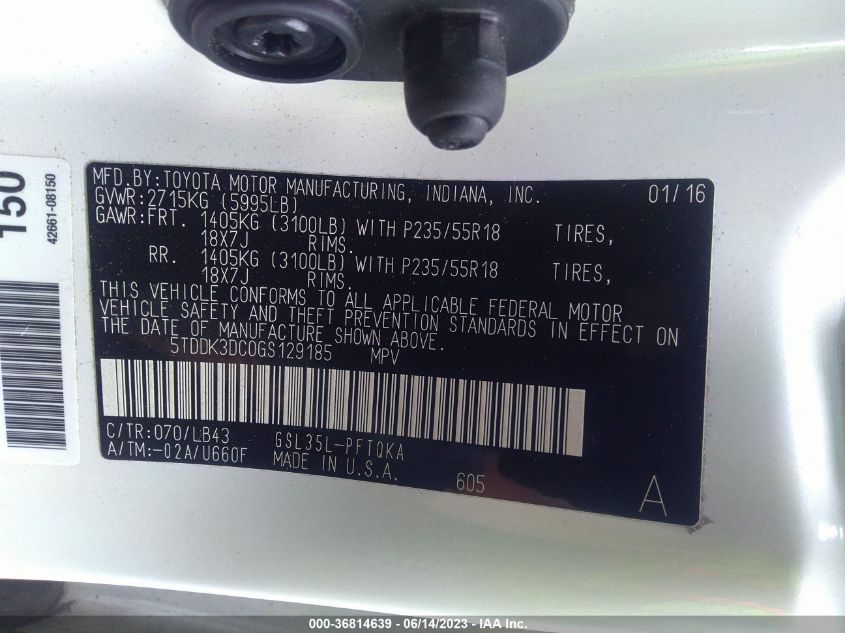 150
42661-08150
MFD.BY:TOYOTA MOTOR MANUFACTURING, INDIANA, INC. 01/16
GVWR:2715KG (5995LB)
GAWR:FRT. 1405KG (3100LB) WITH P235/55R18 TIRES,
18X7J RIMS.
RR. 1405KG (3100LB) WITH P235/55R18 TIRES,
18X7J RIMS.
THIS VEHICLE CONFORMS TO ALL APPLICABLE FEDERAL MOTOR
VEHICLE SAFETY AND THEFT PREVENTION STANDARDS IN EFFECT ON
THE DATE OF MANUFACTURE SHOWN ABOVE.
5TDDK3DC0GS129185 MPV
C/TR:070/LB43 GSL35L-PFTQKA
A/TM:-02A/U660F MADE IN U.S.A. 605 A
000-36814639 - 06/14/2023 - IAA Inc.